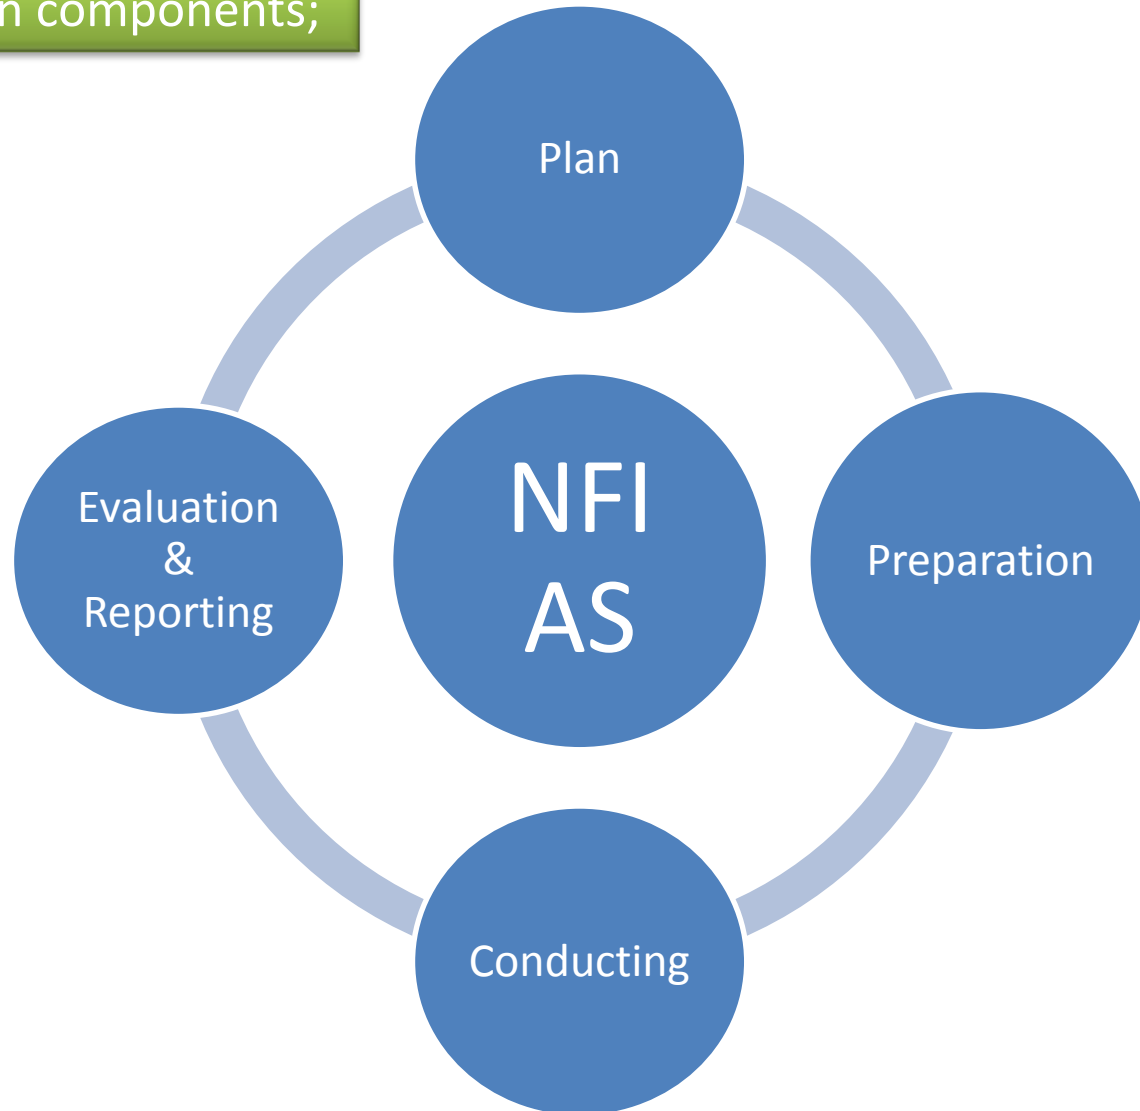 components;
Plan
NFI
AS
Preparation
Evaluation
&
Reporting
Conducting